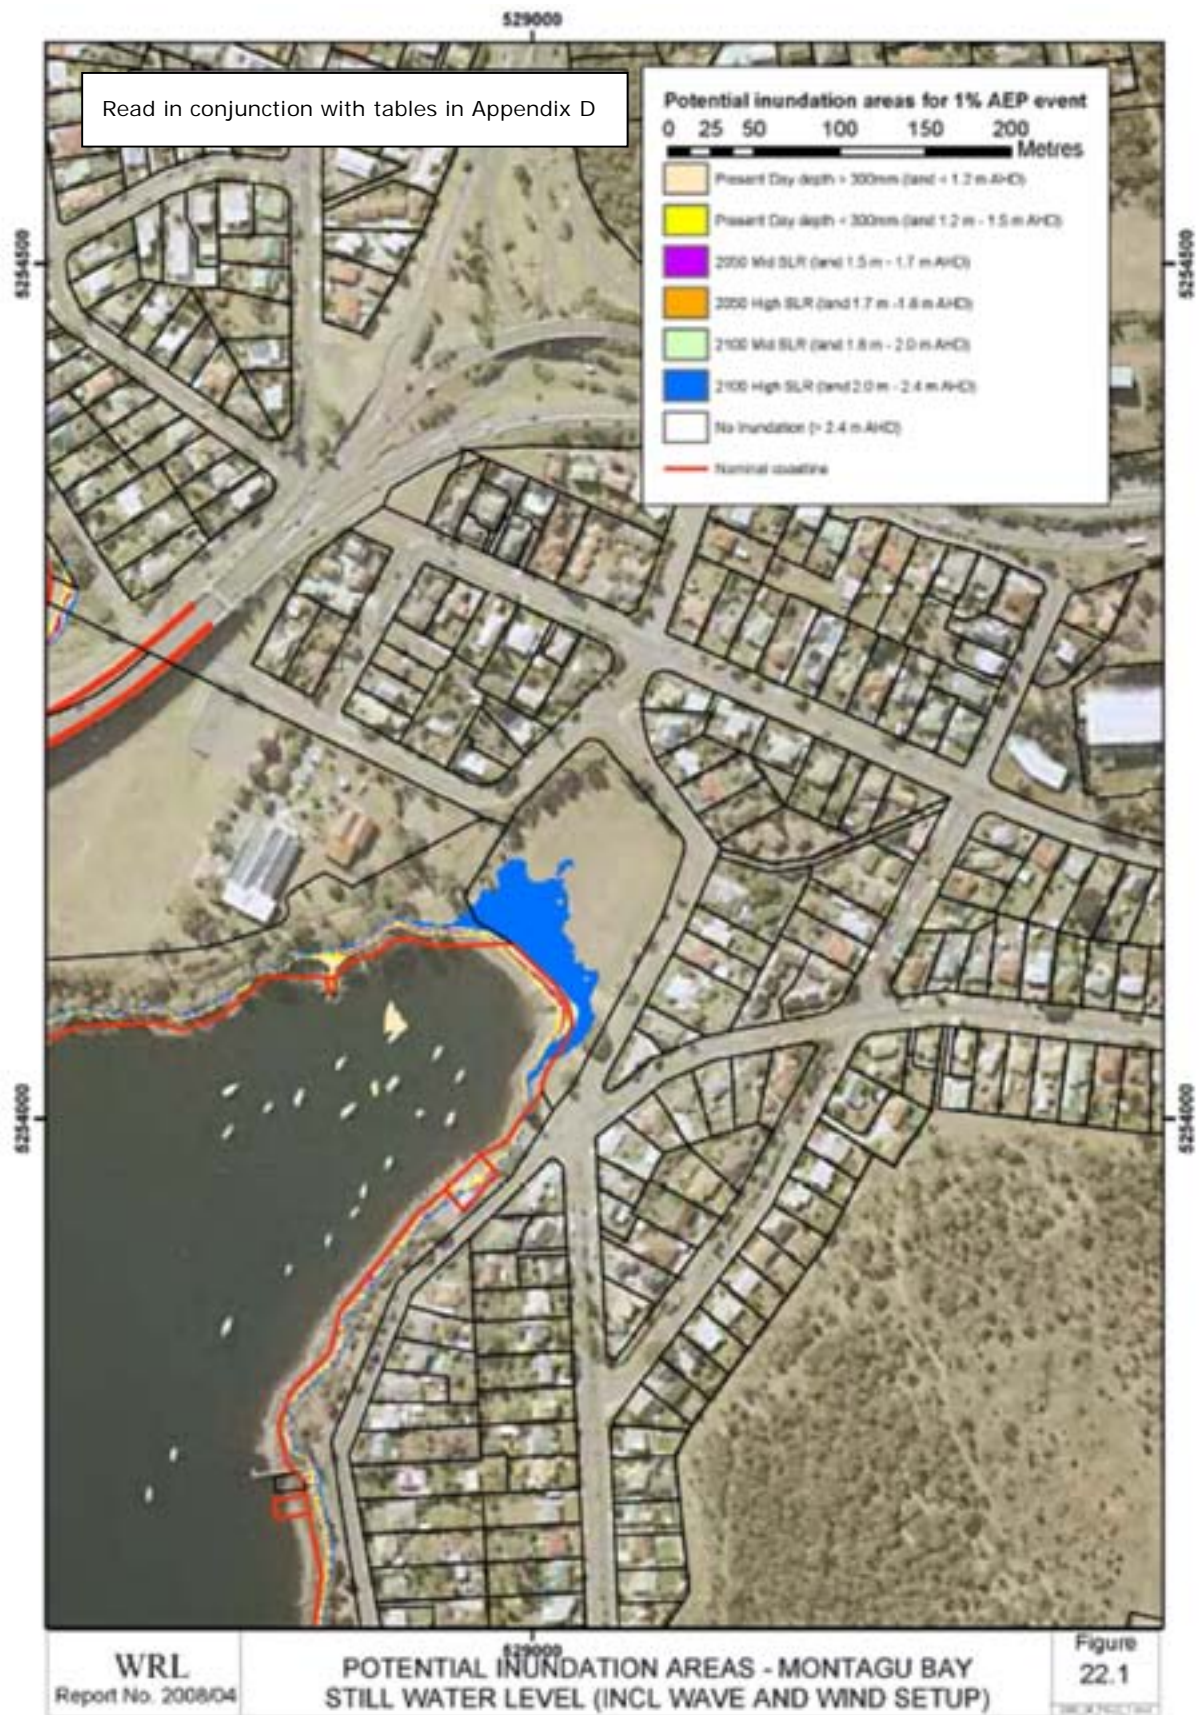 529000
Read in conjunction with tables in Appendix D
Potential inundation areas for 1% AEP event
0 25 50 100 150 200
Metres
Present Day depth > 300mm (land < 1.2 m AHD)
Present Day depth < 300mm (land 1.2 m - 1.5 m AHD)
2050 Mid SLR (land 1.5 m - 1.7 m AHD)
2050 High SLR (land 1.7 m -1.8 m AHD)
2100 Mid SLR (land 1.8 m - 2.0 m AHD)
2100 High SLR (land 2.0 m - 2.4 m AHD)
No Inundation (> 2.4 m AHD)
Nominal coastline
5254500
5254500
5254000
5254000
529000
WRL
Report No. 2008/04
POTENTIAL INUNDATION AREAS - MONTAGU BAY
STILL WATER LEVEL (INCL WAVE AND WIND SETUP)
Figure
22.1